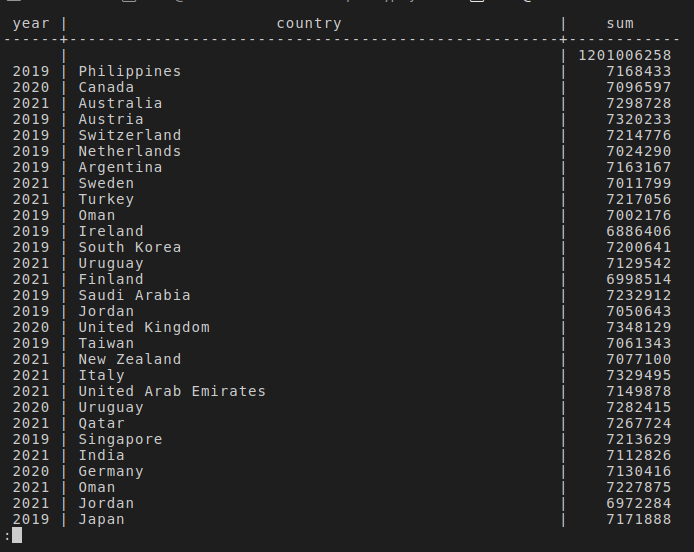 year | country | sum
------+----------------------------------------------------+------------
| | 1201006258
2019 | Philippines | 7168433
2020 | Canada | 7096597
2021 | Australia | 7298728
2019 | Austria | 7320233
2019 | Switzerland | 7214776
2019 | Netherlands | 7024290
2019 | Argentina | 7163167
2021 | Sweden | 7011799
2021 | Turkey | 7217056
2019 | Oman | 7002176
2019 | Ireland | 6886406
2019 | South Korea | 7200641
2021 | Uruguay | 7129542
2021 | Finland | 6998514
2019 | Saudi Arabia | 7232912
2019 | Jordan | 7050643
2020 | United Kingdom | 7348129
2019 | Taiwan | 7061343
2021 | New Zealand | 7077100
2021 | Italy | 7329495
2021 | United Arab Emirates | 7149878
2020 | Uruguay | 7282415
2021 | Qatar | 7267724
2019 | Singapore | 7213629
2021 | India | 7112826
2020 | Germany | 7130416
2021 | Oman | 7227875
2021 | Jordan | 6972284
2019 | Japan | 7171888
: